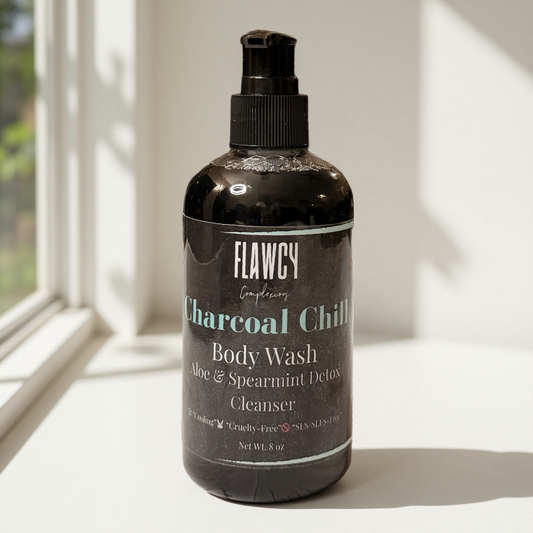 FLAWCY
Complexions
Charcoal Chill
Body Wash
Aloe & Spearmint Detox
Cleanser
❄ "Cooling"🐰 "Cruelty-Free"🚫 "SLS/SLES-Free"
Net Wt. 8 oz